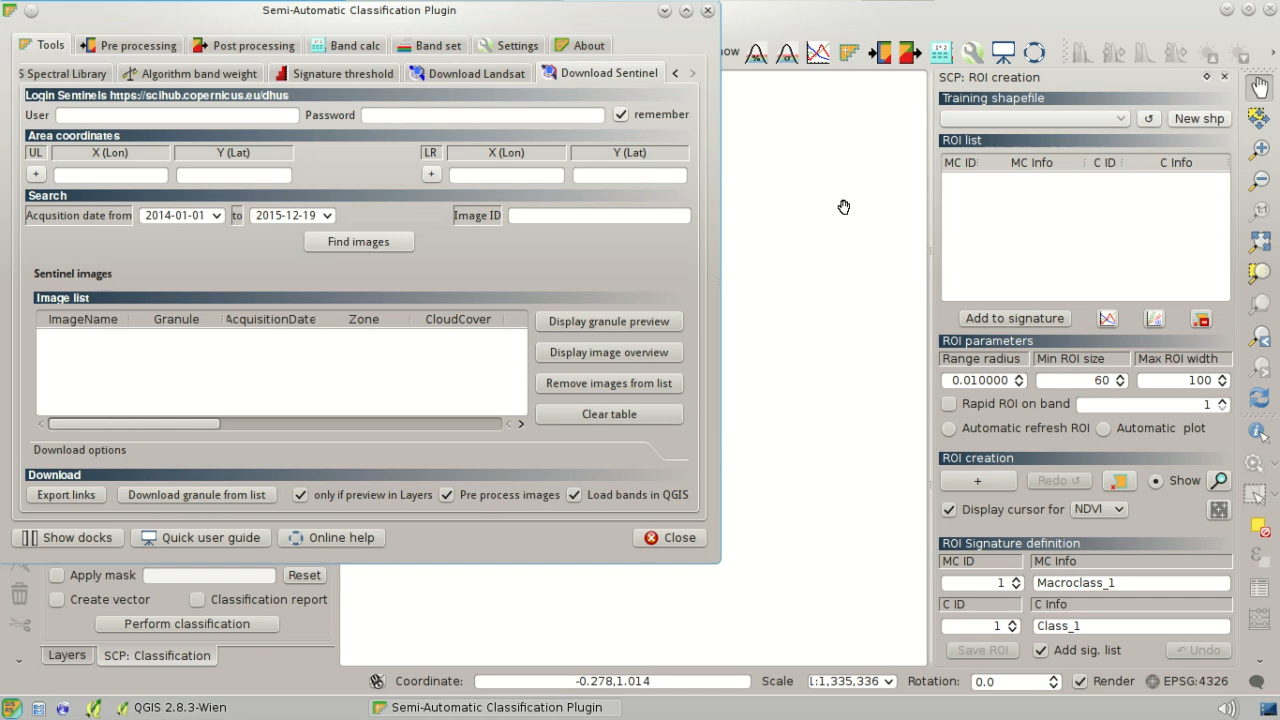 Semi-Automatic Classification Plugin
Tools
Pre processing
Post processing
Band calc
Band set
Settings
About
S Spectral Library
Algorithm band weight
Signature threshold
Download Landsat
Download Sentinel
Login Sentinels https://scihub.copernicus.eu/dhus
User
Password
remember
Area coordinates
UL
X (Lon)
Y (Lat)
LR
X (Lon)
Y (Lat)
+
+
Search
Acqusition date from
2014-01-01
to
2015-12-19
Image ID
Find images
Sentinel images
Image list
ImageName
Granule
AcquisitionDate
Zone
CloudCover
Display granule preview
Display image overview
Remove images from list
Clear table
Download options
Download
Export links
Download granule from list
only if preview in Layers
Pre process images
Load bands in QGIS
Show docks
Quick user guide
Online help
Close
Apply mask
Reset
Create vector
Classification report
Perform classification
Layers
SCP: Classification
SCP: ROI creation
Training shapefile
New shp
ROI list
MC ID
MC Info
C ID
C Info
Add to signature
ROI parameters
Range radius
Min ROI size
Max ROI width
0.010000
60
100
Rapid ROI on band
1
Automatic refresh ROI
Automatic plot
ROI creation
+
Redo
Show
Display cursor for
NDVI
ROI Signature definition
MC ID
MC Info
1
Macroclass_1
C ID
C Info
1
Class_1
Save ROI
Add sig. list
Undo
Coordinate:
-0.278,1.014
Scale
1:1,335,336
Rotation:
0.0
Render
EPSG:4326
QGIS 2.8.3-Wien
Semi-Automatic Classification Plugin